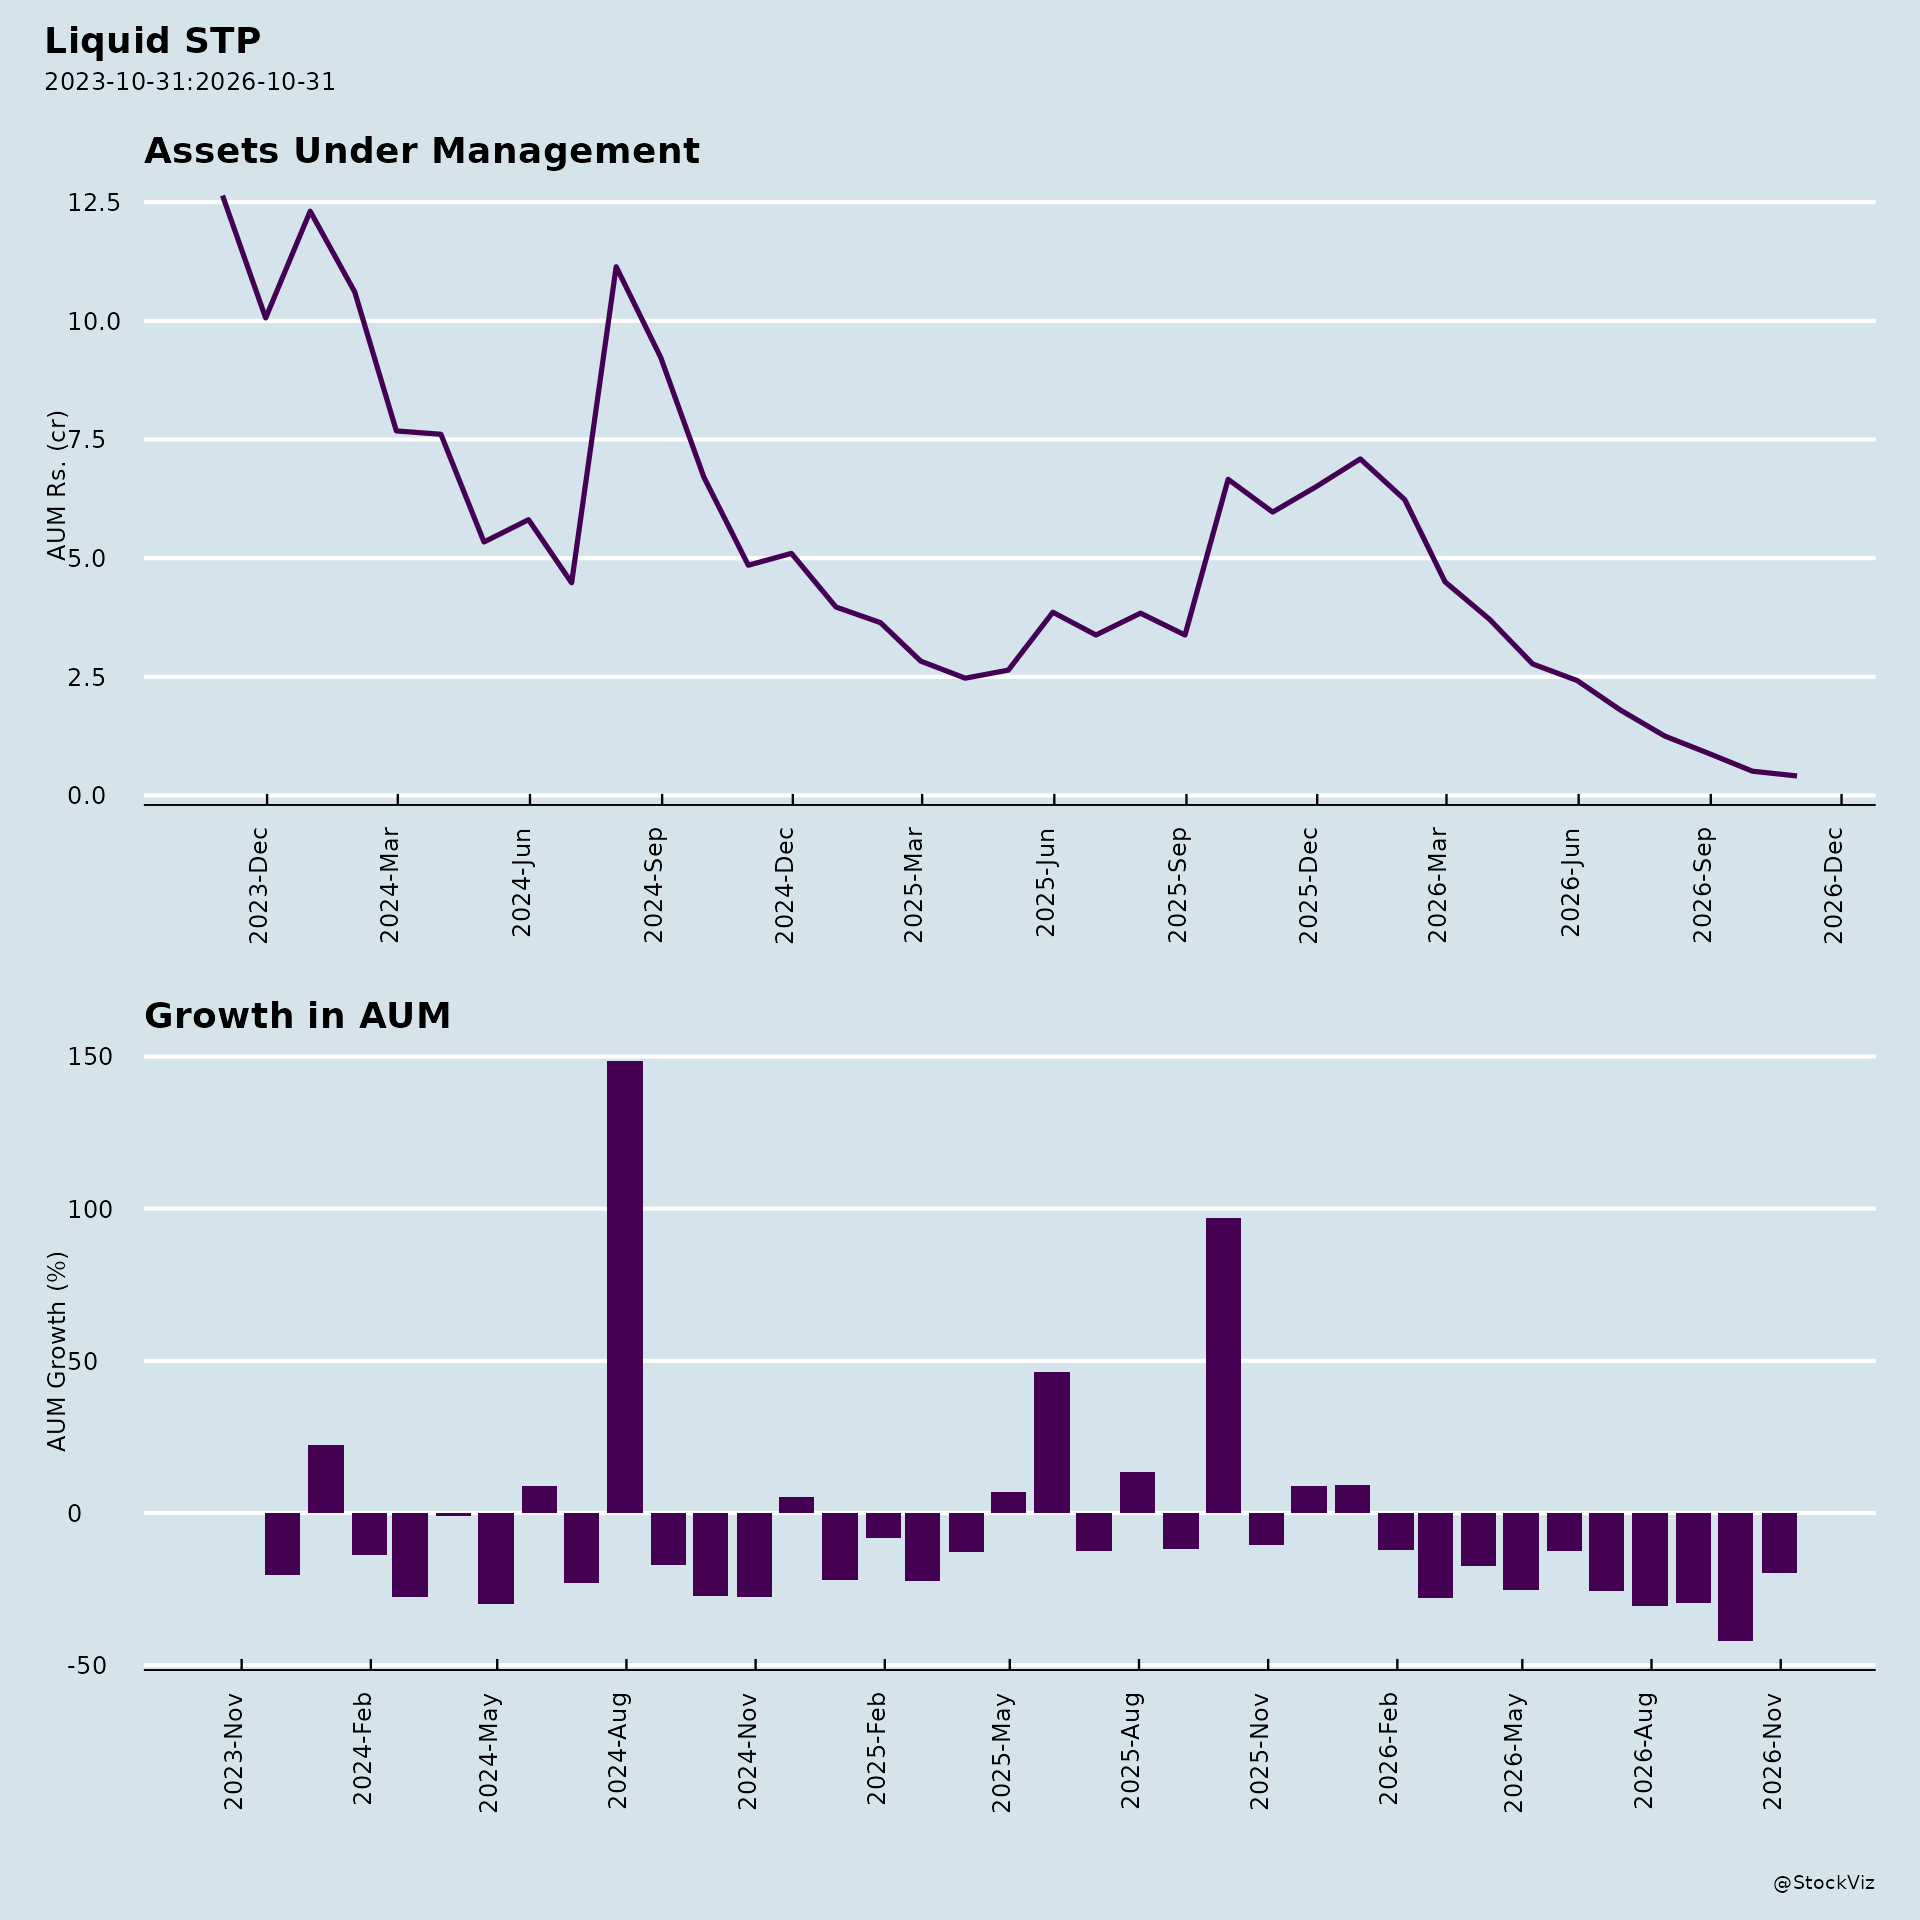 Liquid STP
2023-10-31:2026-10-31
Assets Under Management
AUM Rs. (cr)
12.5
10.0
7.5
5.0
2.5
0.0
2023-Dec
2024-Mar
2024-Jun
2024-Sep
2024-Dec
2025-Mar
2025-Jun
2025-Sep
2025-Dec
2026-Mar
2026-Jun
2026-Sep
2026-Dec
Growth in AUM
AUM Growth (%)
150
100
50
0
-50
2023-Nov
2024-Feb
2024-May
2024-Aug
2024-Nov
2025-Feb
2025-May
2025-Aug
2025-Nov
2026-Feb
2026-May
2026-Aug
2026-Nov
@StockViz